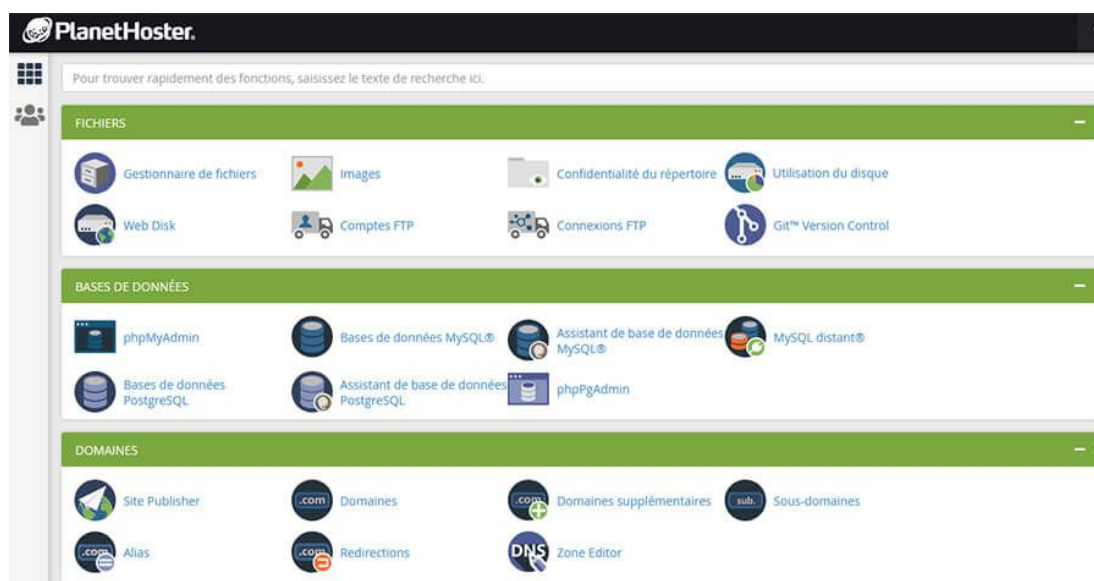 PlanetHoster.
Pour trouver rapidement des fonctions, saisissez le texte de recherche ici.
FICHIERS
Gestionnaire de fichiers
Images
Confidentialité du répertoire
Utilisation du disque
Web Disk
Comptes FTP
Connexions FTP
Git™ Version Control
BASES DE DONNÉES
phpMyAdmin
Bases de données MySQL®
Assistant de base de données
MySQL®
MySQL distant®
Bases de données
PostgreSQL
Assistant de base de données
PostgreSQL
phpPgAdmin
DOMAINES
Site Publisher
.com
Domaines
.com
Domaines supplémentaires
sub.
Sous-domaines
.com
Alias
.com
Redirections
DNS
Zone Editor